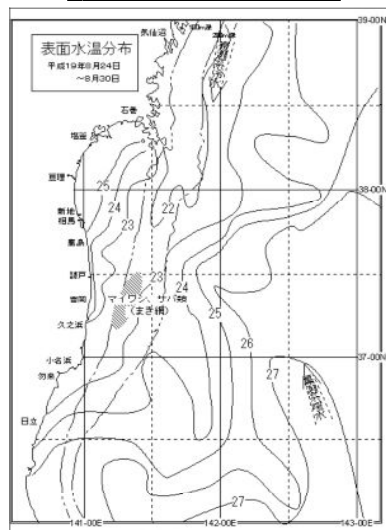 気仙沼
39-00N
表面水温分布
平成19年8月24日
～8月30日
石巻
塩釜
亘理
25
24
23
22
38-00N
新地
相馬
鹿島
請戸
富岡
久之浜
23
24
マイワシ、サバ類
(まき網)
25
26
37-00N
小名浜
勿来
27
日立
27
141-00E
142-00E
143-00E